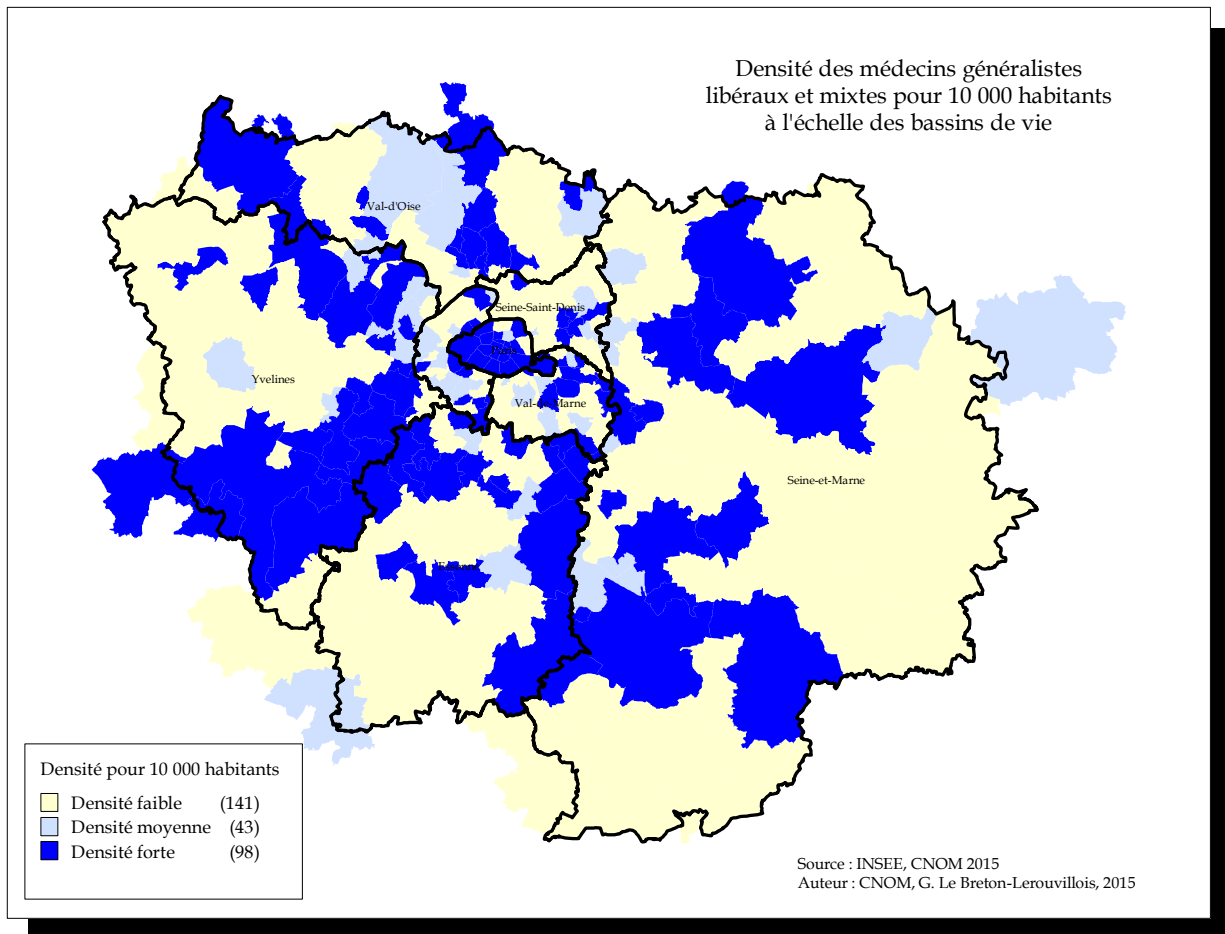 Densité des médecins généralistes
libéraux et mixtes pour 10 000 habitants
à l'échelle des bassins de vie
Val-d'Oise
Seine-Saint-Denis
Paris
Yvelines
Val-de-Marne
Seine-et-Marne
Essonne
Densité pour 10 000 habitants
Densité faible (141)
Densité moyenne (43)
Densité forte (98)
Source : INSEE, CNOM 2015
Auteur : CNOM, G. Le Breton-Lerouvillois, 2015